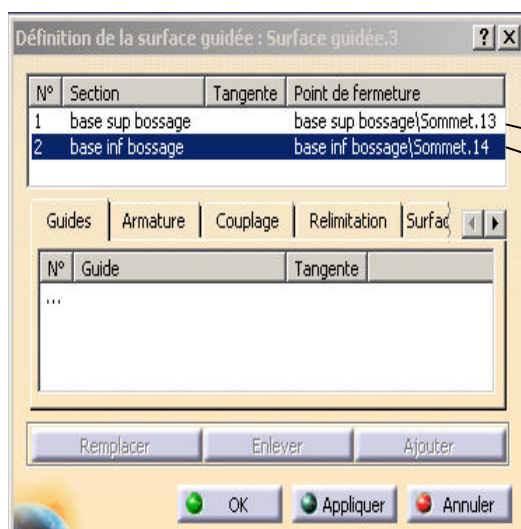 Définition de la surface guidée : Surface guidée.3 ? X
N° Section Tangente Point de fermeture
1 base sup bossage base sup bossage\Sommet.13
2 base inf bossage base inf bossage\Sommet.14
Guides Armature Couplage Relimitation Surfac
N° Guide Tangente
...
Remplacer Enlever Ajouter
OK Appliquer Annuler